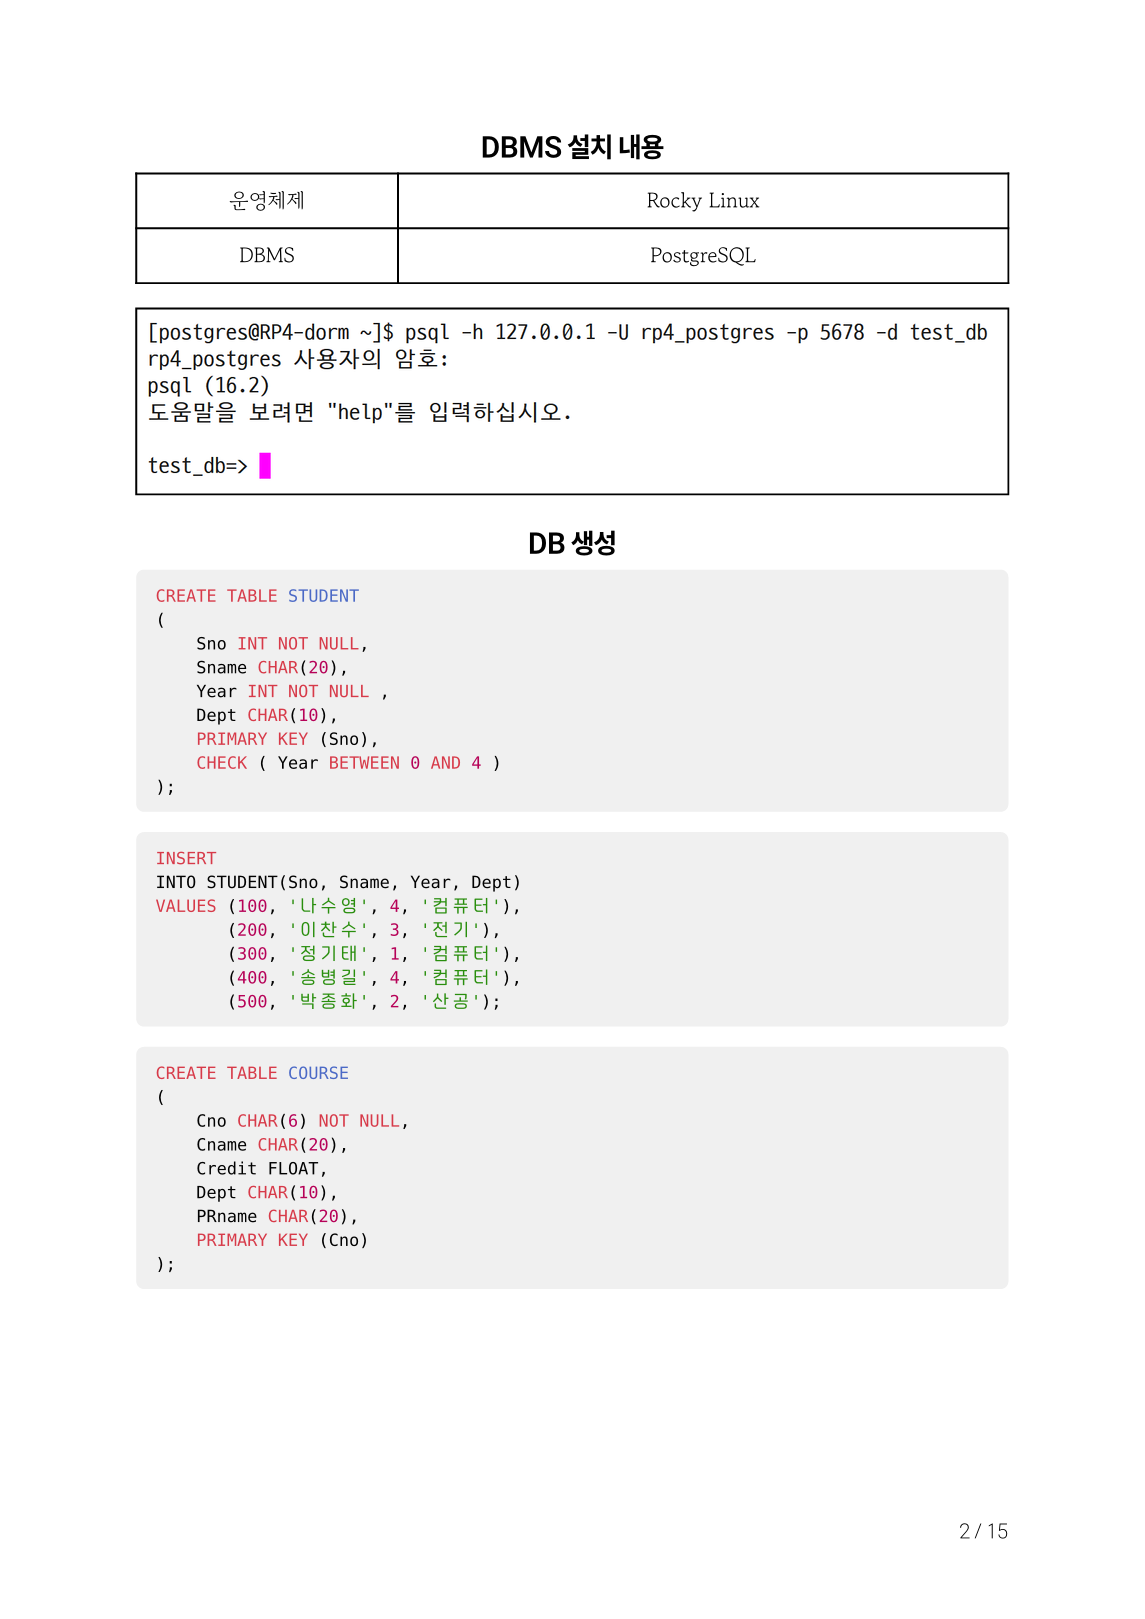 DBMS 설치 내용
운영체제 Rocky Linux
DBMS PostgreSQL
[postgres@RP4-dorm ~]$ psql -h 127.0.0.1 -U rp4_postgres -p 5678 -d test_db
rp4_postgres 사용자의 암호:
psql (16.2)
도움말을 보려면 "help"를 입력하십시오.
test_db=>
DB 생성
CREATE TABLE STUDENT
(
    Sno INT NOT NULL,
    Sname CHAR(20),
    Year INT NOT NULL ,
    Dept CHAR(10),
    PRIMARY KEY (Sno),
    CHECK ( Year BETWEEN 0 AND 4 )
);
INSERT
INTO STUDENT(Sno, Sname, Year, Dept)
VALUES (100, '나수영', 4, '컴퓨터'),
       (200, '이찬수', 3, '전기'),
       (300, '정기태', 1, '컴퓨터'),
       (400, '송병길', 4, '컴퓨터'),
       (500, '박종화', 2, '산공');
CREATE TABLE COURSE
(
    Cno CHAR(6) NOT NULL,
    Cname CHAR(20),
    Credit FLOAT,
    Dept CHAR(10),
    PRname CHAR(20),
    PRIMARY KEY (Cno)
);
2 / 15